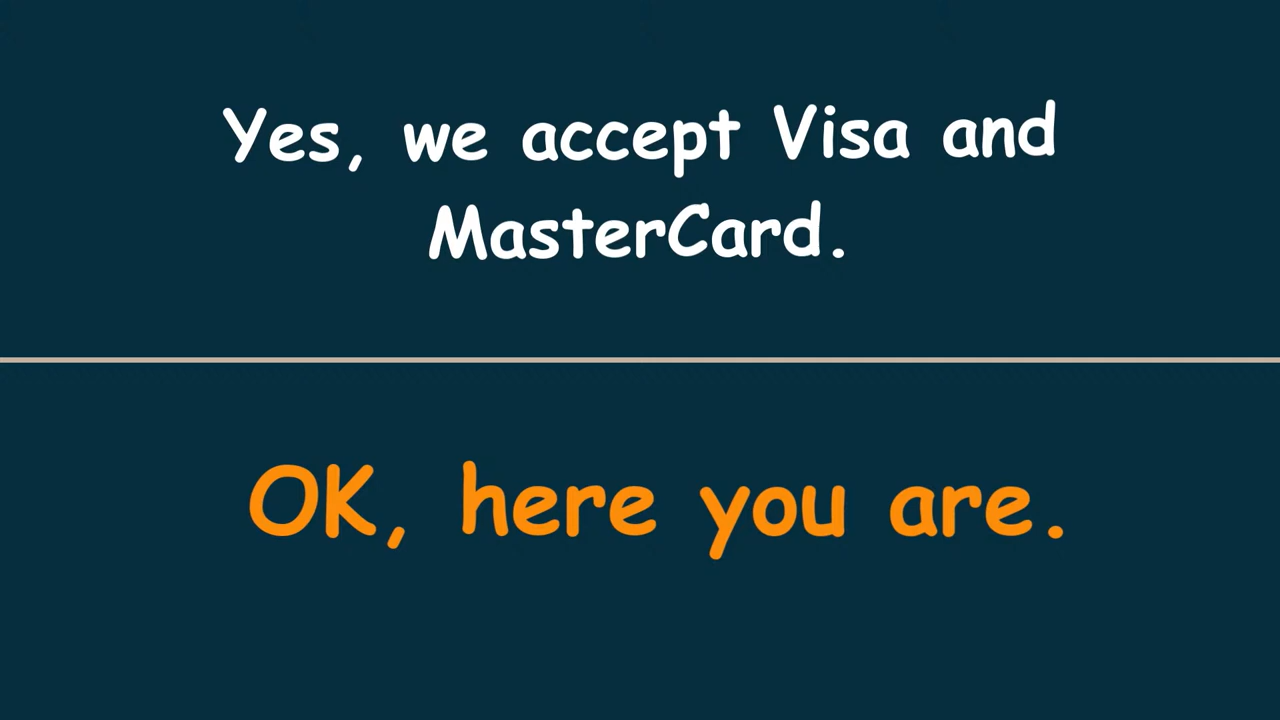 Yes, we accept Visa and
MasterCard.
OK, here you are.